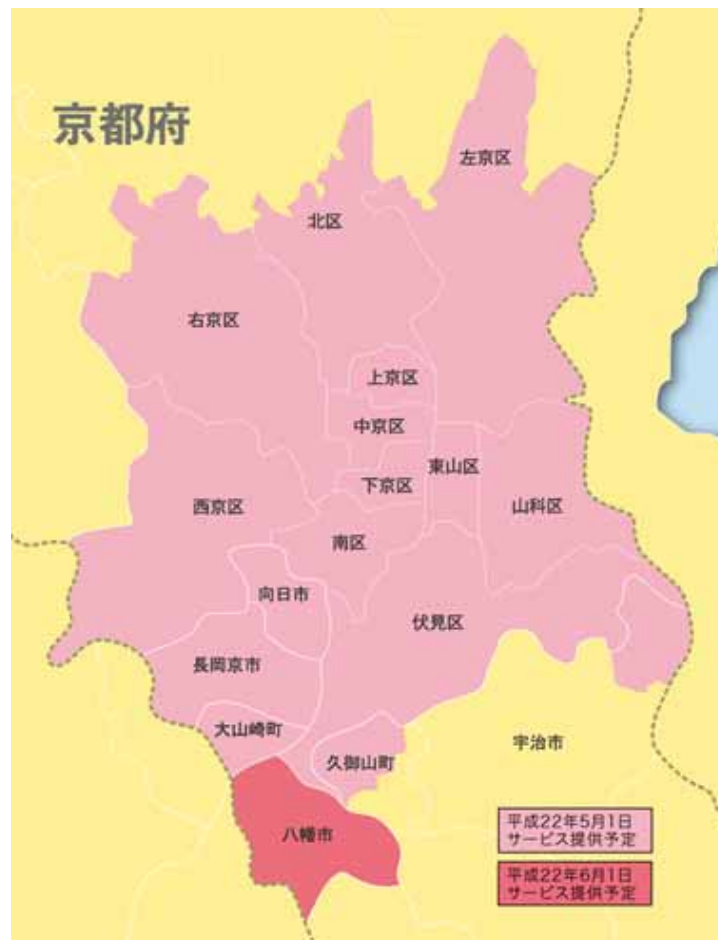 京都府
左京区
北区
右京区
上京区
中京区
東山区
下京区
西京区
山科区
南区
向日市
伏見区
長岡京市
大山崎町
宇治市
久御山町
八幡市
平成22年5月1日
サービス提供予定
平成22年6月1日
サービス提供予定